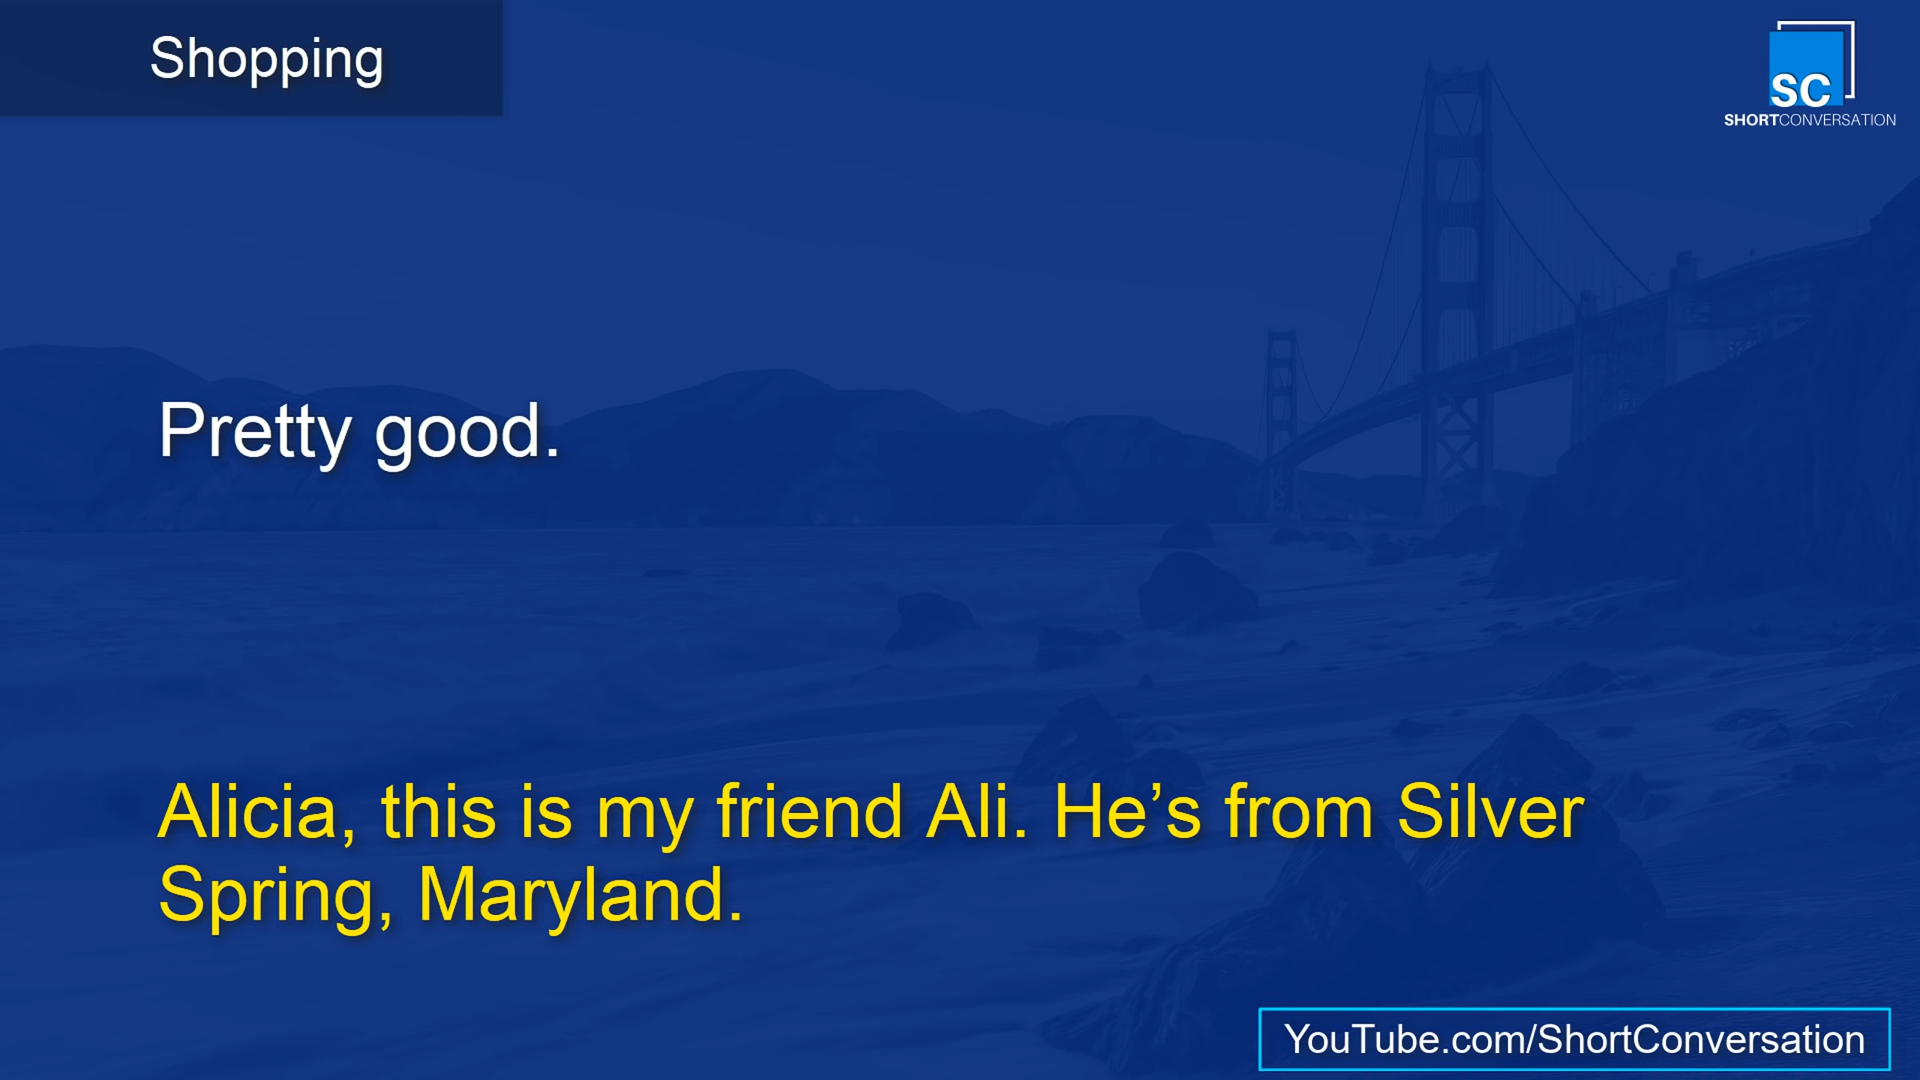 Shopping
SC
SHORTCONVERSATION
Pretty good.
Alicia, this is my friend Ali. He’s from Silver
Spring, Maryland.
YouTube.com/ShortConversation